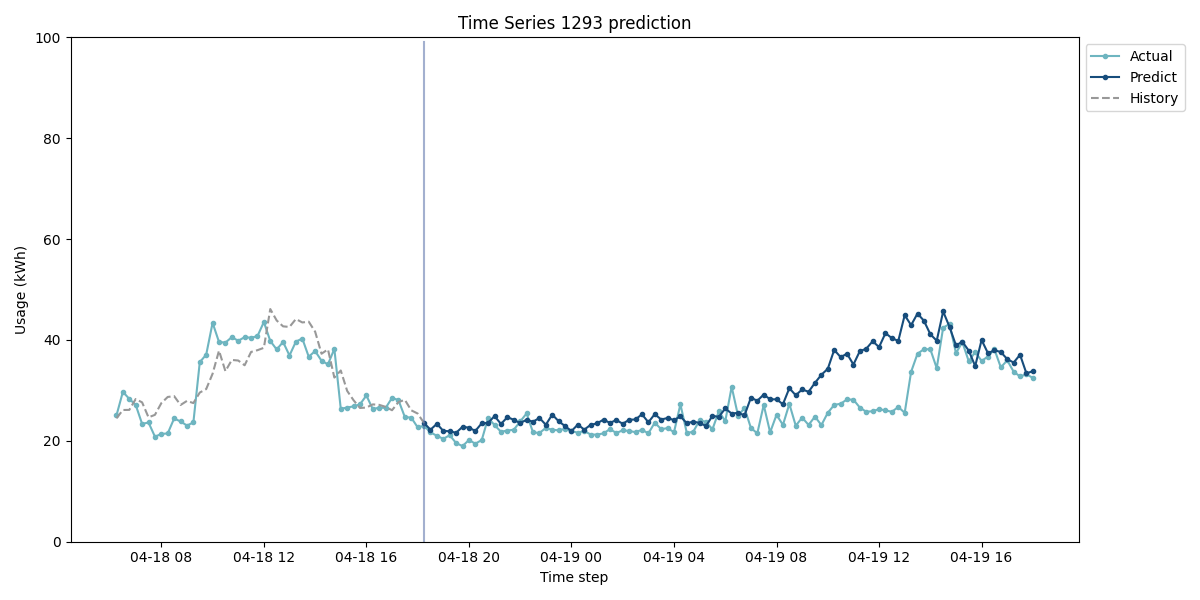 Time Series 1293 prediction
100
80
60
40
20
0
Usage (kWh)
04-18 08
04-18 12
04-18 16
04-18 20
04-19 00
04-19 04
04-19 08
04-19 12
04-19 16
Time step
Actual
Predict
History